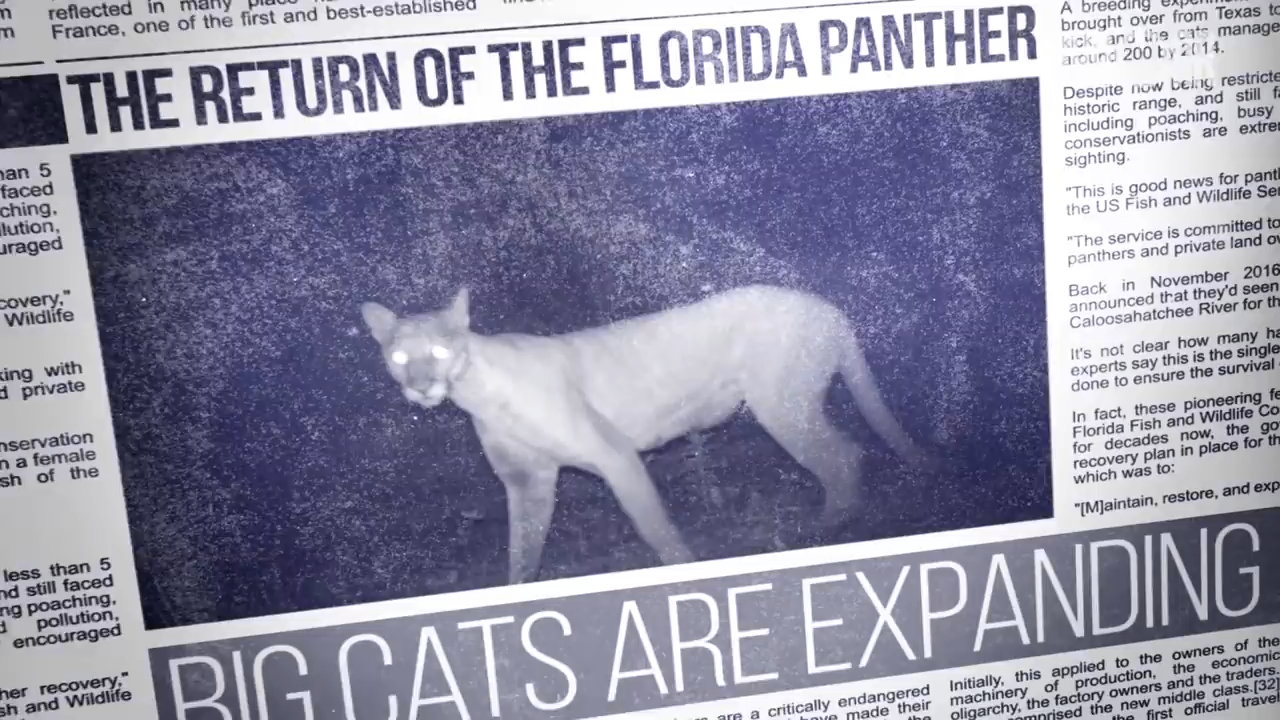 reflected in many place
France, one of the first and best-established
THE RETURN OF THE FLORIDA PANTHER
han 5
faced
ching,
llution,
uraged
covery,"
Wildlife
king with
d private
nservation
n a female
sh of the
less than 5
nd still faced
ng poaching,
pollution,
encouraged
her recovery,"
sh and Wildlife
A breeding experim
brought over from Texas to
kick, and the cats manage
around 200 by 2014.
Despite now being restricte
historic range, and still fa
including poaching, busy
conservationists are extre
sighting.
"This is good news for pant
the US Fish and Wildlife Se
"The service is committed to
panthers and private land ow
Back in November 2016
announced that they'd seen
Caloosahatchee River for th
It's not clear how many ha
experts say this is the single
done to ensure the survival
In fact, these pioneering fe
Florida Fish and Wildlife Co
for decades now, the go
recovery plan in place for th
which was to:
"[M]aintain, restore, and exp
BIG CATS ARE EXPANDING
are a critically endangered
have made their
Initially, this applied to the owners of the
machinery of production, the economic
oligarchy, the factory owners and the traders,
comprised the new middle class.[32]
the first official travel